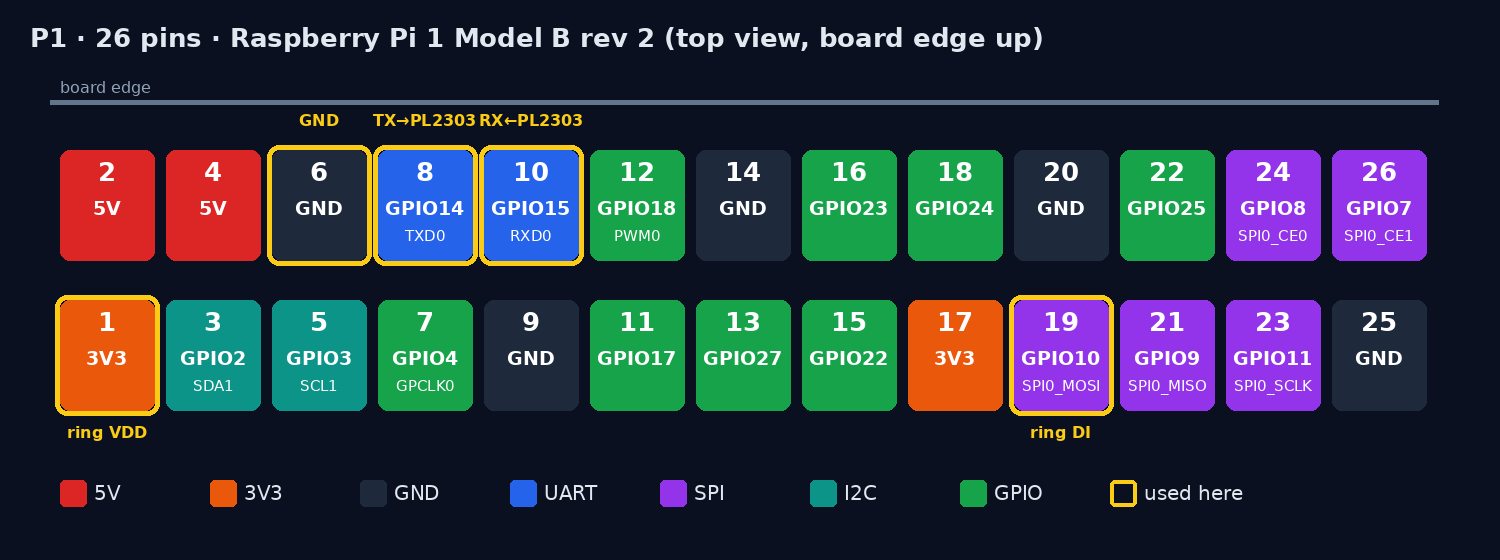 P1 · 26 pins · Raspberry Pi 1 Model B rev 2 (top view, board edge up)
board edge
GND TX→PL2303 RX←PL2303
2 4 6 8 10 12 14 16 18 20 22 24 26
5V 5V GND GPIO14 GPIO15 GPIO18 GND GPIO23 GPIO24 GND GPIO25 GPIO8 GPIO7
TXD0 RXD0 PWM0 SPI0_CE0 SPI0_CE1
1 3 5 7 9 11 13 15 17 19 21 23 25
3V3 GPIO2 GPIO3 GPIO4 GND GPIO17 GPIO27 GPIO22 3V3 GPIO10 GPIO9 GPIO11 GND
SDA1 SCL1 GPCLK0 SPI0_MOSI SPI0_MISO SPI0_SCLK
ring VDD ring DI
5V 3V3 GND UART SPI I2C GPIO used here